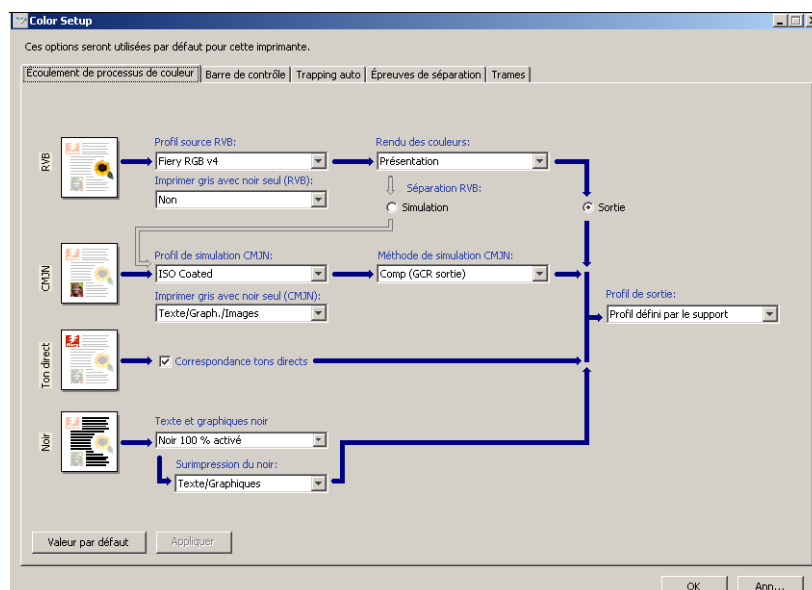 Color Setup
Ces options seront utilisées par défaut pour cette imprimante.
Écoulement de processus de couleur
Barre de contrôle
Trapping auto
Épreuves de séparation
Trames
RVB
Profil source RVB:
Rendu des couleurs:
Fiery RGB v4
Présentation
Imprimer gris avec noir seul (RVB):
Séparation RVB:
Non
Simulation
Sortie
CMJN
Profil de simulation CMJN:
Méthode de simulation CMJN:
ISO Coated
Comp (GCR sortie)
Imprimer gris avec noir seul (CMJN):
Profil de sortie:
Texte/Graph./Images
Profil défini par le support
Ton direct
Correspondance tons directs
Noir
Texte et graphiques noir
Noir 100 % activé
Surimpression du noir:
Texte/Graphiques
Valeur par défaut
Appliquer
OK
Ann...